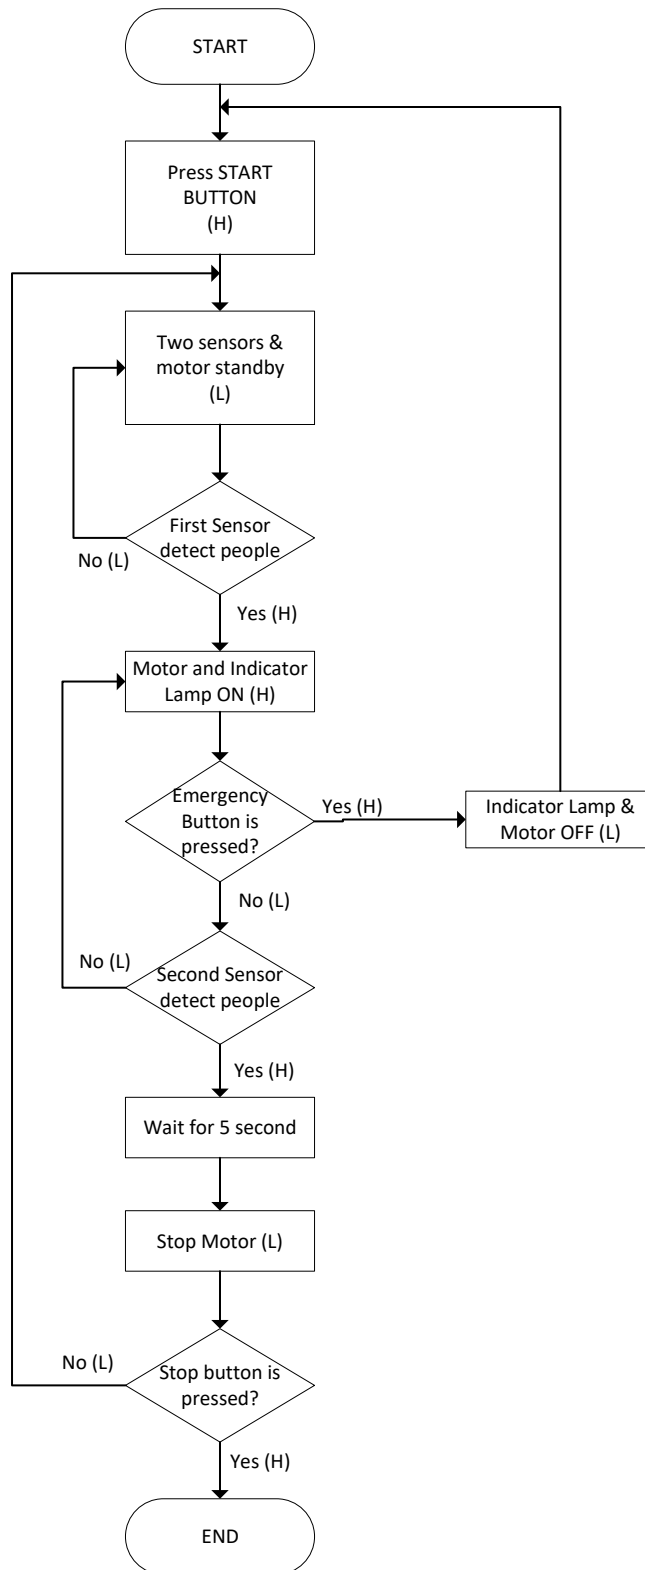 START
Press START
BUTTON
(H)
Two sensors &
motor standby
(L)
First Sensor
detect people
No (L)
Yes (H)
Motor and Indicator
Lamp ON (H)
Emergency
Button is
pressed?
Yes (H)
Indicator Lamp &
Motor OFF (L)
No (L)
No (L)
Second Sensor
detect people
Yes (H)
Wait for 5 second
Stop Motor (L)
No (L)
Stop button is
pressed?
Yes (H)
END